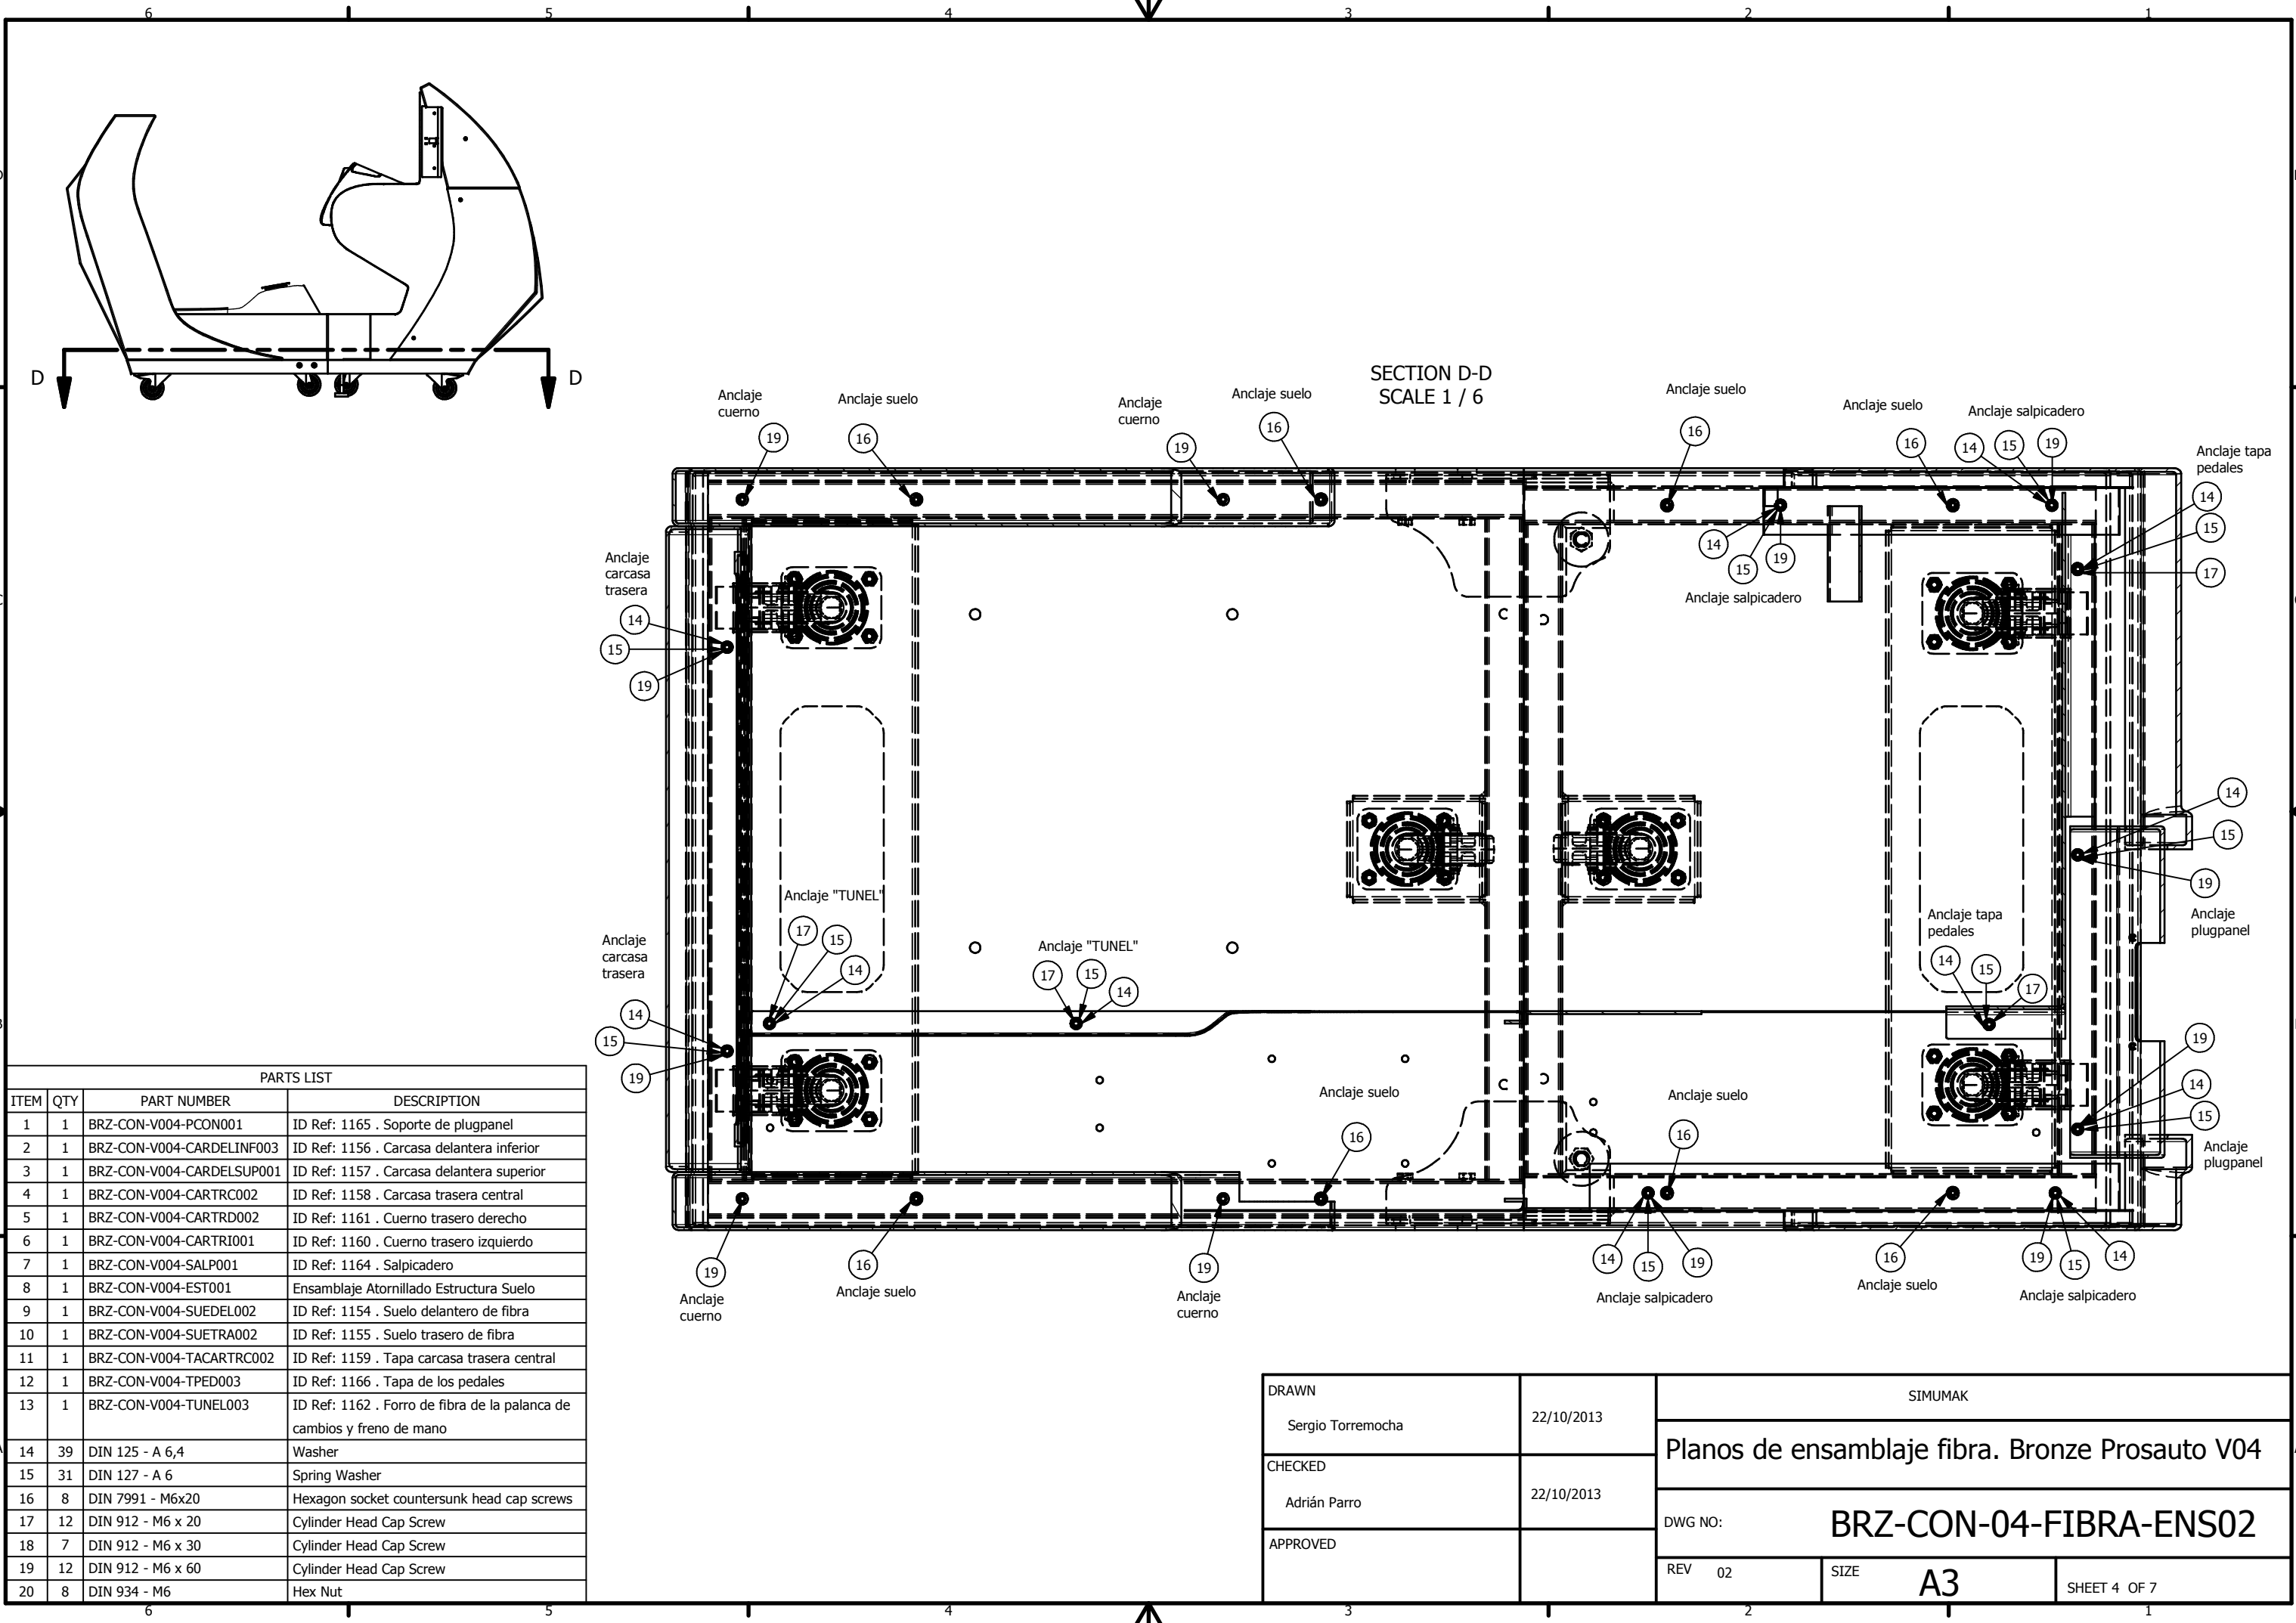 6 5 4 3 2 1
D D
SECTION D-D
SCALE 1 / 6
Anclaje
cuerno
19
Anclaje suelo
16
Anclaje
cuerno
19
Anclaje suelo
16
Anclaje suelo
16
Anclaje suelo
16
Anclaje salpicadero
14 15 19
Anclaje tapa
pedales
14
15
17
14
15
19
Anclaje salpicadero
Anclaje
carcasa
trasera
14
15
19
14
15
19
Anclaje
plugpanel
Anclaje "TUNEL"
17
15
14
Anclaje "TUNEL"
17 15 14
Anclaje tapa
pedales
14
15
17
Anclaje
carcasa
trasera
14
15
19
19
14
15
Anclaje
plugpanel
Anclaje suelo
16
Anclaje suelo
16
19
Anclaje
cuerno
16
Anclaje suelo
19
Anclaje
cuerno
14 15 19
Anclaje salpicadero
16
Anclaje suelo
19 15 14
Anclaje salpicadero
PARTS LIST
ITEM QTY PART NUMBER DESCRIPTION
1 1 BRZ-CON-V004-PCON001 ID Ref: 1165 . Soporte de plugpanel
2 1 BRZ-CON-V004-CARDELINF003 ID Ref: 1156 . Carcasa delantera inferior
3 1 BRZ-CON-V004-CARDELSUP001 ID Ref: 1157 . Carcasa delantera superior
4 1 BRZ-CON-V004-CARTRC002 ID Ref: 1158 . Carcasa trasera central
5 1 BRZ-CON-V004-CARTRD002 ID Ref: 1161 . Cuerno trasero derecho
6 1 BRZ-CON-V004-CARTRI001 ID Ref: 1160 . Cuerno trasero izquierdo
7 1 BRZ-CON-V004-SALP001 ID Ref: 1164 . Salpicadero
8 1 BRZ-CON-V004-EST001 Ensamblaje Atornillado Estructura Suelo
9 1 BRZ-CON-V004-SUEDEL002 ID Ref: 1154 . Suelo delantero de fibra
10 1 BRZ-CON-V004-SUETRA002 ID Ref: 1155 . Suelo trasero de fibra
11 1 BRZ-CON-V004-TACARTRC002 ID Ref: 1159 . Tapa carcasa trasera central
12 1 BRZ-CON-V004-TPED003 ID Ref: 1166 . Tapa de los pedales
13 1 BRZ-CON-V004-TUNEL003 ID Ref: 1162 . Forro de fibra de la palanca de
cambios y freno de mano
14 39 DIN 125 - A 6,4 Washer
15 31 DIN 127 - A 6 Spring Washer
16 8 DIN 7991 - M6x20 Hexagon socket countersunk head cap screws
17 12 DIN 912 - M6 x 20 Cylinder Head Cap Screw
18 7 DIN 912 - M6 x 30 Cylinder Head Cap Screw
19 12 DIN 912 - M6 x 60 Cylinder Head Cap Screw
20 8 DIN 934 - M6 Hex Nut
DRAWN
Sergio Torremocha
22/10/2013
CHECKED
Adrián Parro
22/10/2013
APPROVED
SIMUMAK
Planos de ensamblaje fibra. Bronze Prosauto V04
DWG NO: BRZ-CON-04-FIBRA-ENS02
REV 02
SIZE A3
SHEET 4 OF 7
6 5 4 3 2 1